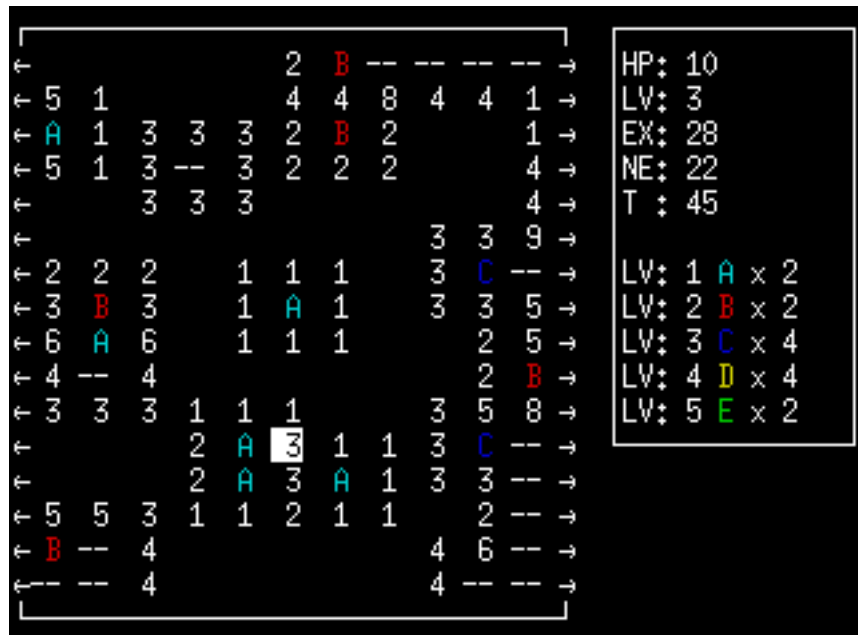 ← 2 B -- -- -- -- →
← 5 1 4 4 8 4 4 1 →
← A 1 3 3 3 2 B 2 1 →
← 5 1 3 -- 3 2 2 2 4 →
← 3 3 3 4 →
← 3 3 9 →
← 2 2 2 1 1 1 3 C -- →
← 3 B 3 1 A 1 3 3 5 →
← 6 A 6 1 1 1 2 5 →
← 4 -- 4 2 B →
← 3 3 3 1 1 1 3 5 8 →
← 2 A 3 1 1 3 C -- →
← 2 A 3 A 1 3 3 -- →
← 5 5 3 1 1 2 1 1 2 -- →
← B -- 4 4 6 -- →
← -- -- 4 4 -- -- →
HP: 10
LV: 3
EX: 28
NE: 22
T : 45
LV: 1 A x 2
LV: 2 B x 2
LV: 3 C x 4
LV: 4 D x 4
LV: 5 E x 2